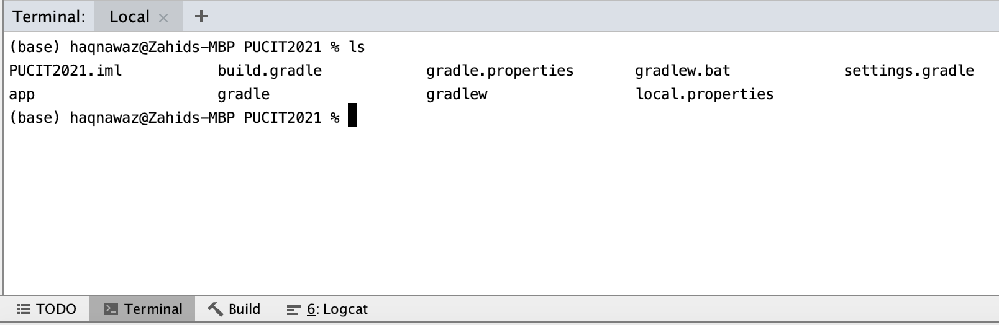 Terminal: Local × +
(base) haqnawaz@Zahids-MBP PUCIT2021 % ls
PUCIT2021.iml build.gradle gradle.properties gradlew.bat settings.gradle
app gradle gradlew local.properties
(base) haqnawaz@Zahids-MBP PUCIT2021 %
TODO Terminal Build 6: Logcat